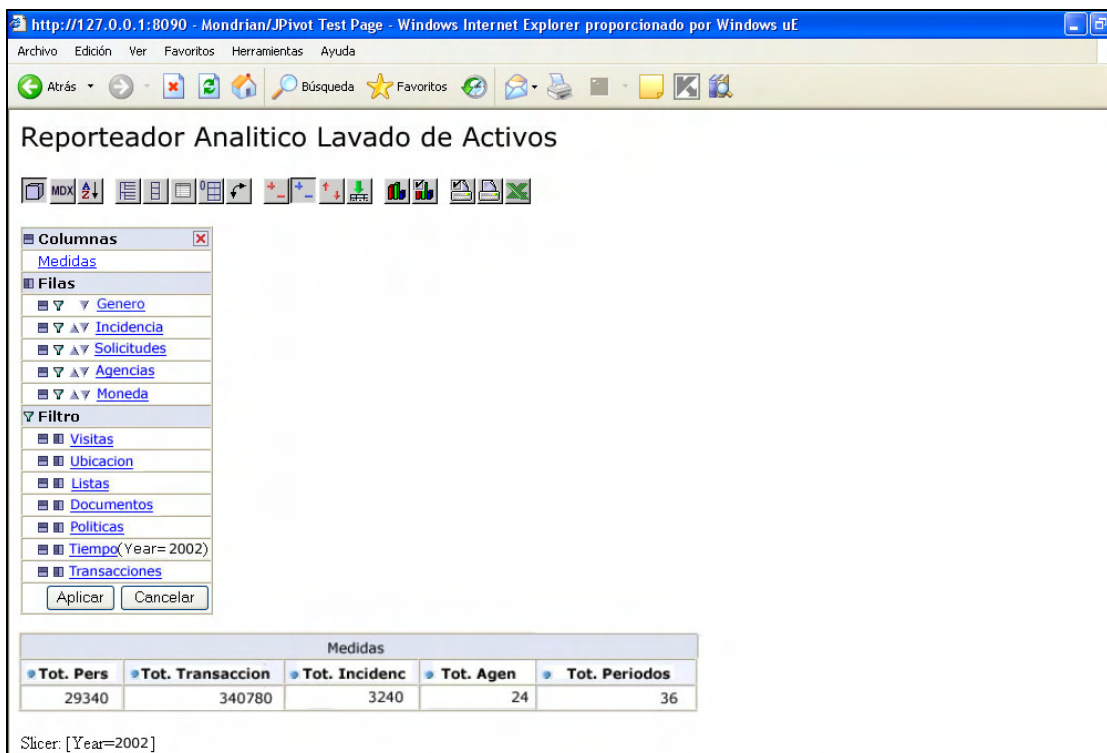 http://127.0.0.1:8090 - Mondrian/JPivot Test Page - Windows Internet Explorer proporcionado por Windows uE
Archivo Edición Ver Favoritos Herramientas Ayuda
Atrás Búsqueda Favoritos
Reporteador Analitico Lavado de Activos
MDX
Columnas
Medidas
Filas
Genero
Incidencia
Solicitudes
Agencias
Moneda
Filtro
Visitas
Ubicacion
Listas
Documentos
Politicas
Tiempo(Year=2002)
Transacciones
Aplicar Cancelar
Medidas
Tot. Pers Tot. Transaccion Tot. Incidenc Tot. Agen Tot. Periodos
29340 340780 3240 24 36
Slicer: [Year=2002]